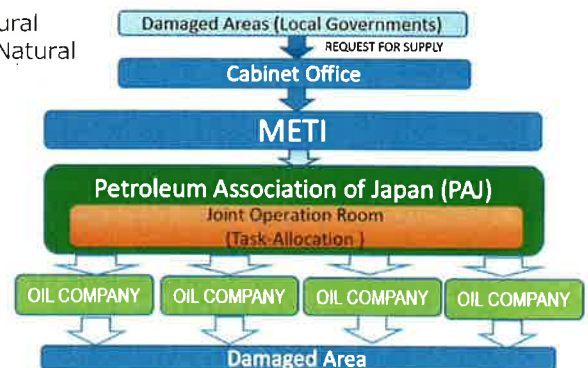 ural
Natural
Damaged Areas (Local Governments)
REQUEST FOR SUPPLY
Cabinet Office
METI
Petroleum Association of Japan (PAJ)
Joint Operation Room
(Task-Allocation )
OIL COMPANY OIL COMPANY OIL COMPANY OIL COMPANY
Damaged Area